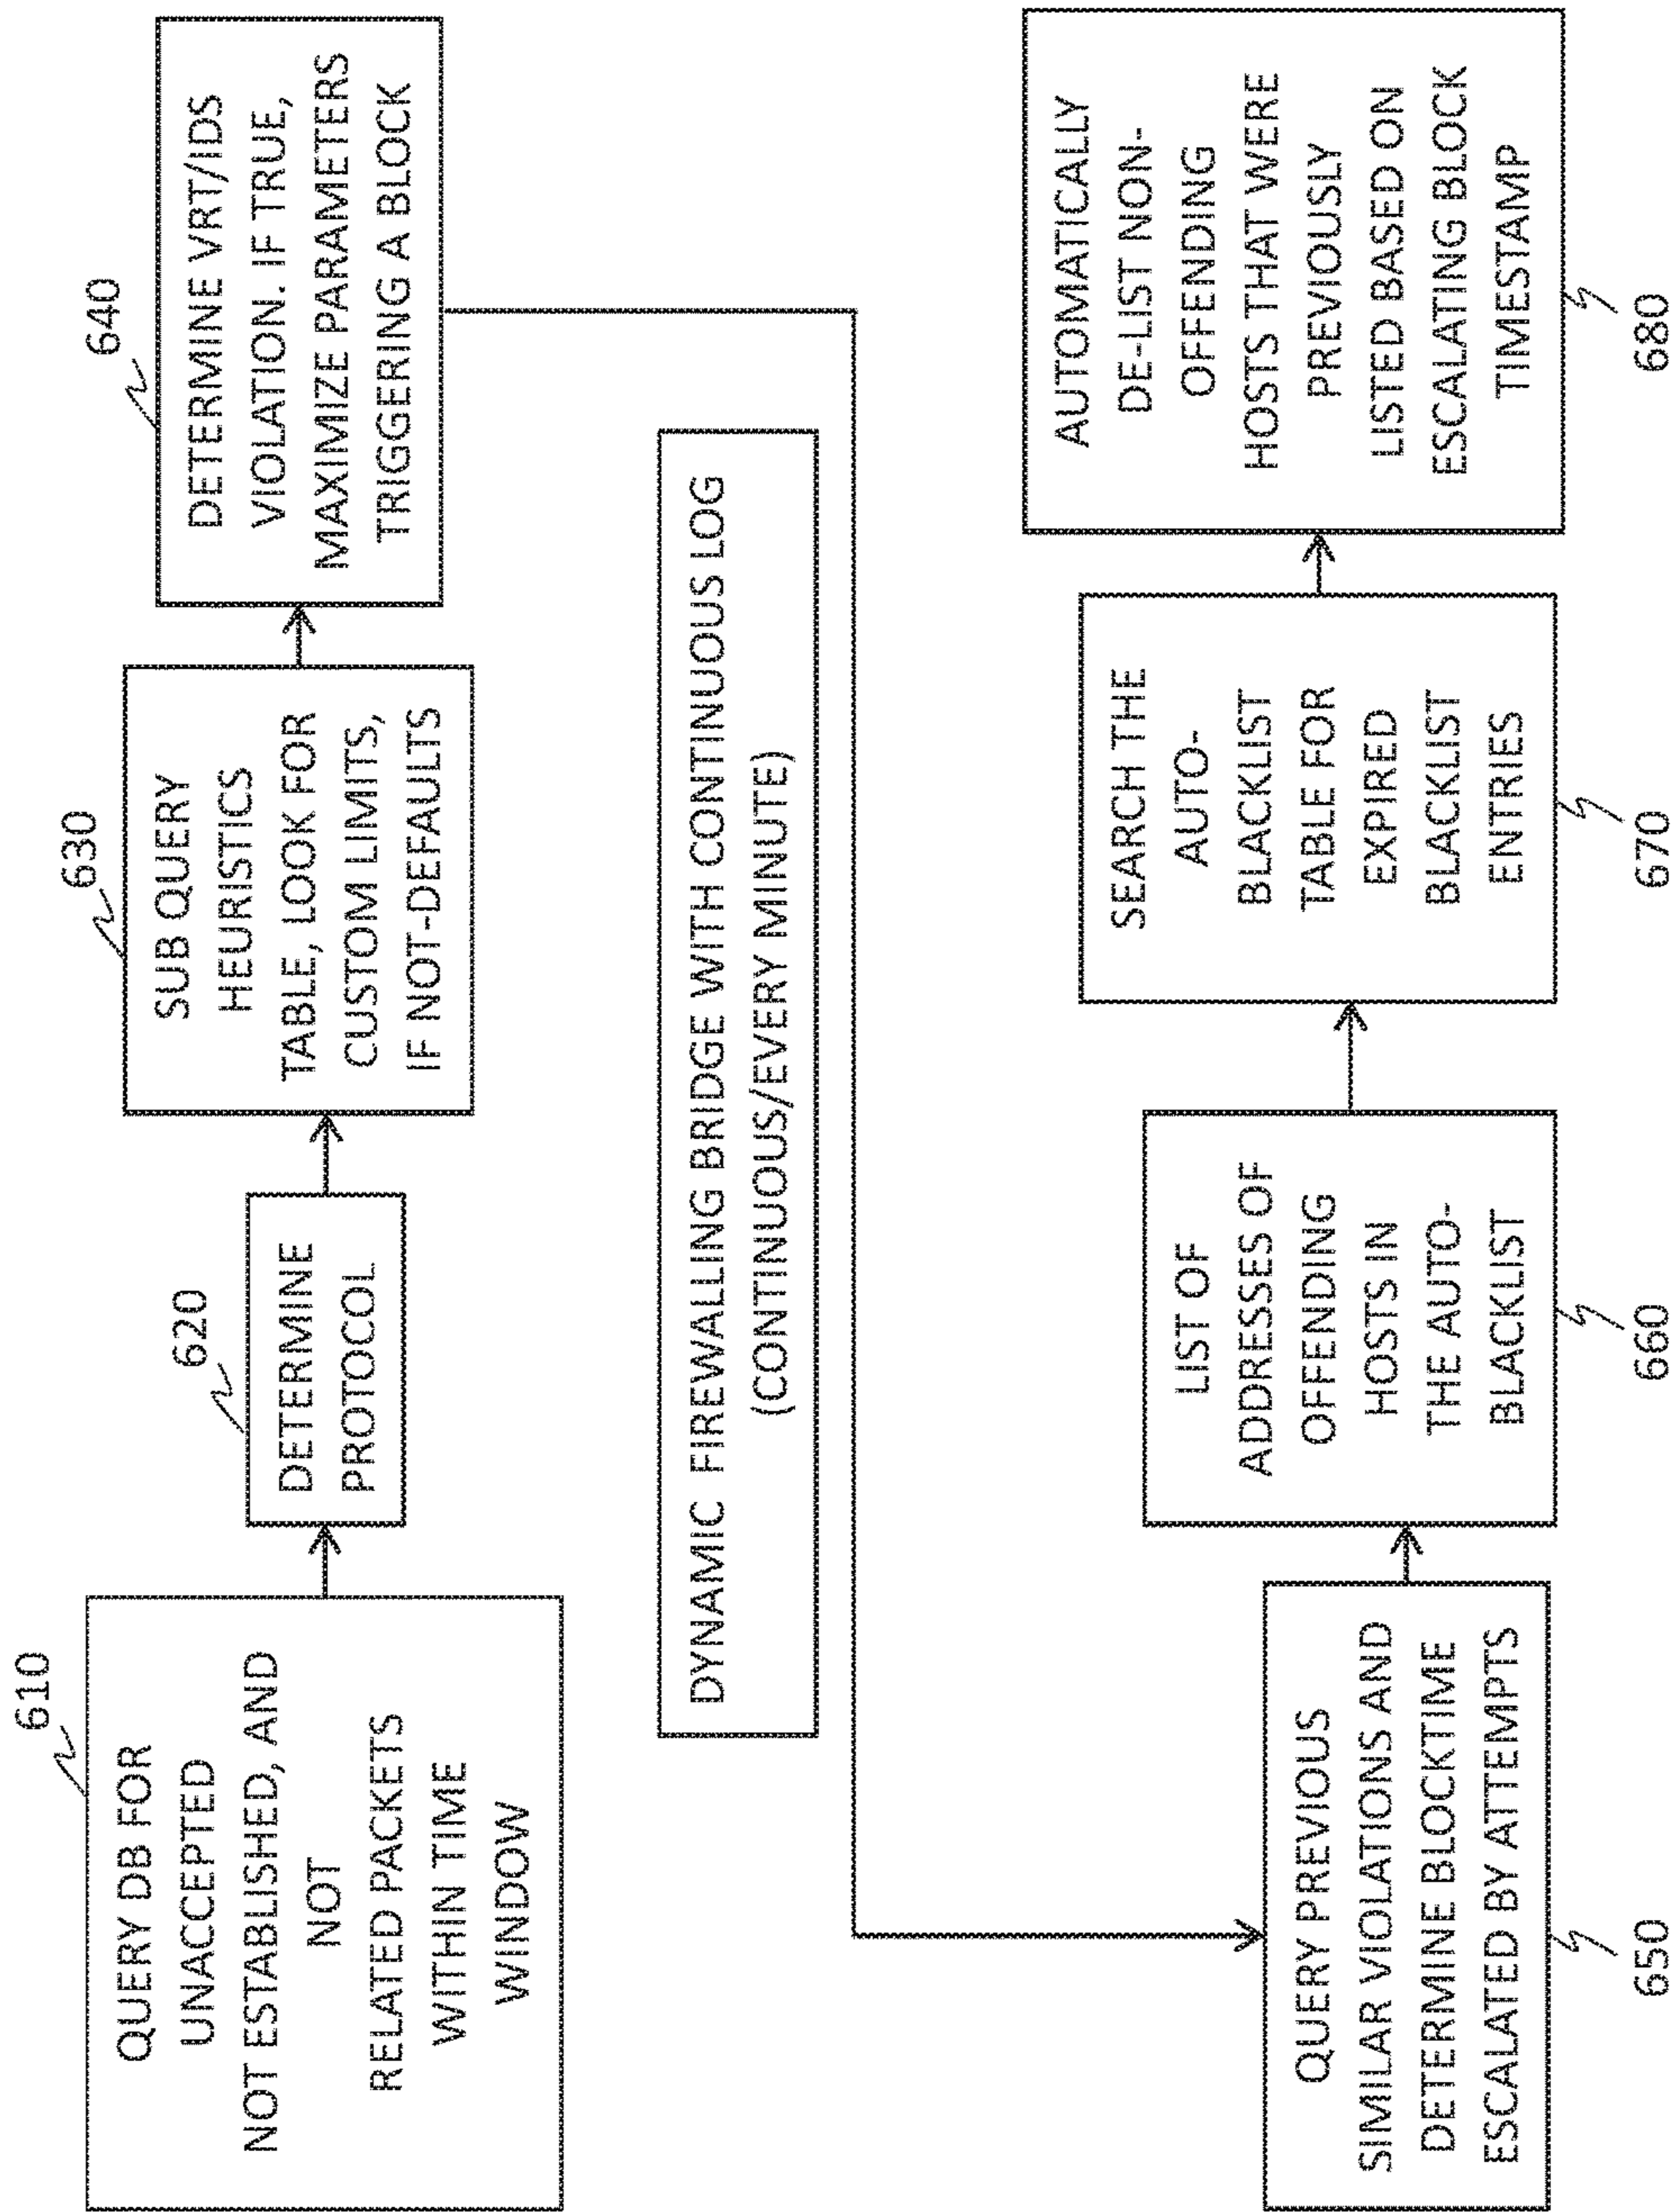 610
QUERY DB FOR
UNACCEPTED
NOT ESTABLISHED, AND
NOT
RELATED PACKETS
WITHIN TIME
WINDOW
620
DETERMINE
PROTOCOL
630
SUB QUERY
HEURISTICS
TABLE, LOOK FOR
CUSTOM LIMITS,
IF NOT-DEFAULTS
640
DETERMINE VRT/IDS
VIOLATION. IF TRUE,
MAXIMIZE PARAMETERS
TRIGGERING A BLOCK
DYNAMIC FIREWALLING BRIDGE WITH CONTINUOUS LOG
(CONTINUOUS/EVERY MINUTE)
QUERY PREVIOUS
SIMILAR VIOLATIONS AND
DETERMINE BLOCKTIME
ESCALATED BY ATTEMPTS
650
LIST OF
ADDRESSES OF
OFFENDING
HOSTS IN
THE AUTO-
BLACKLIST
660
SEARCH THE
AUTO-
BLACKLIST
TABLE FOR
EXPIRED
BLACKLIST
ENTRIES
670
AUTOMATICALLY
DE-LIST NON-
OFFENDING
HOSTS THAT WERE
PREVIOUSLY
LISTED BASED ON
ESCALATING BLOCK
TIMESTAMP
680